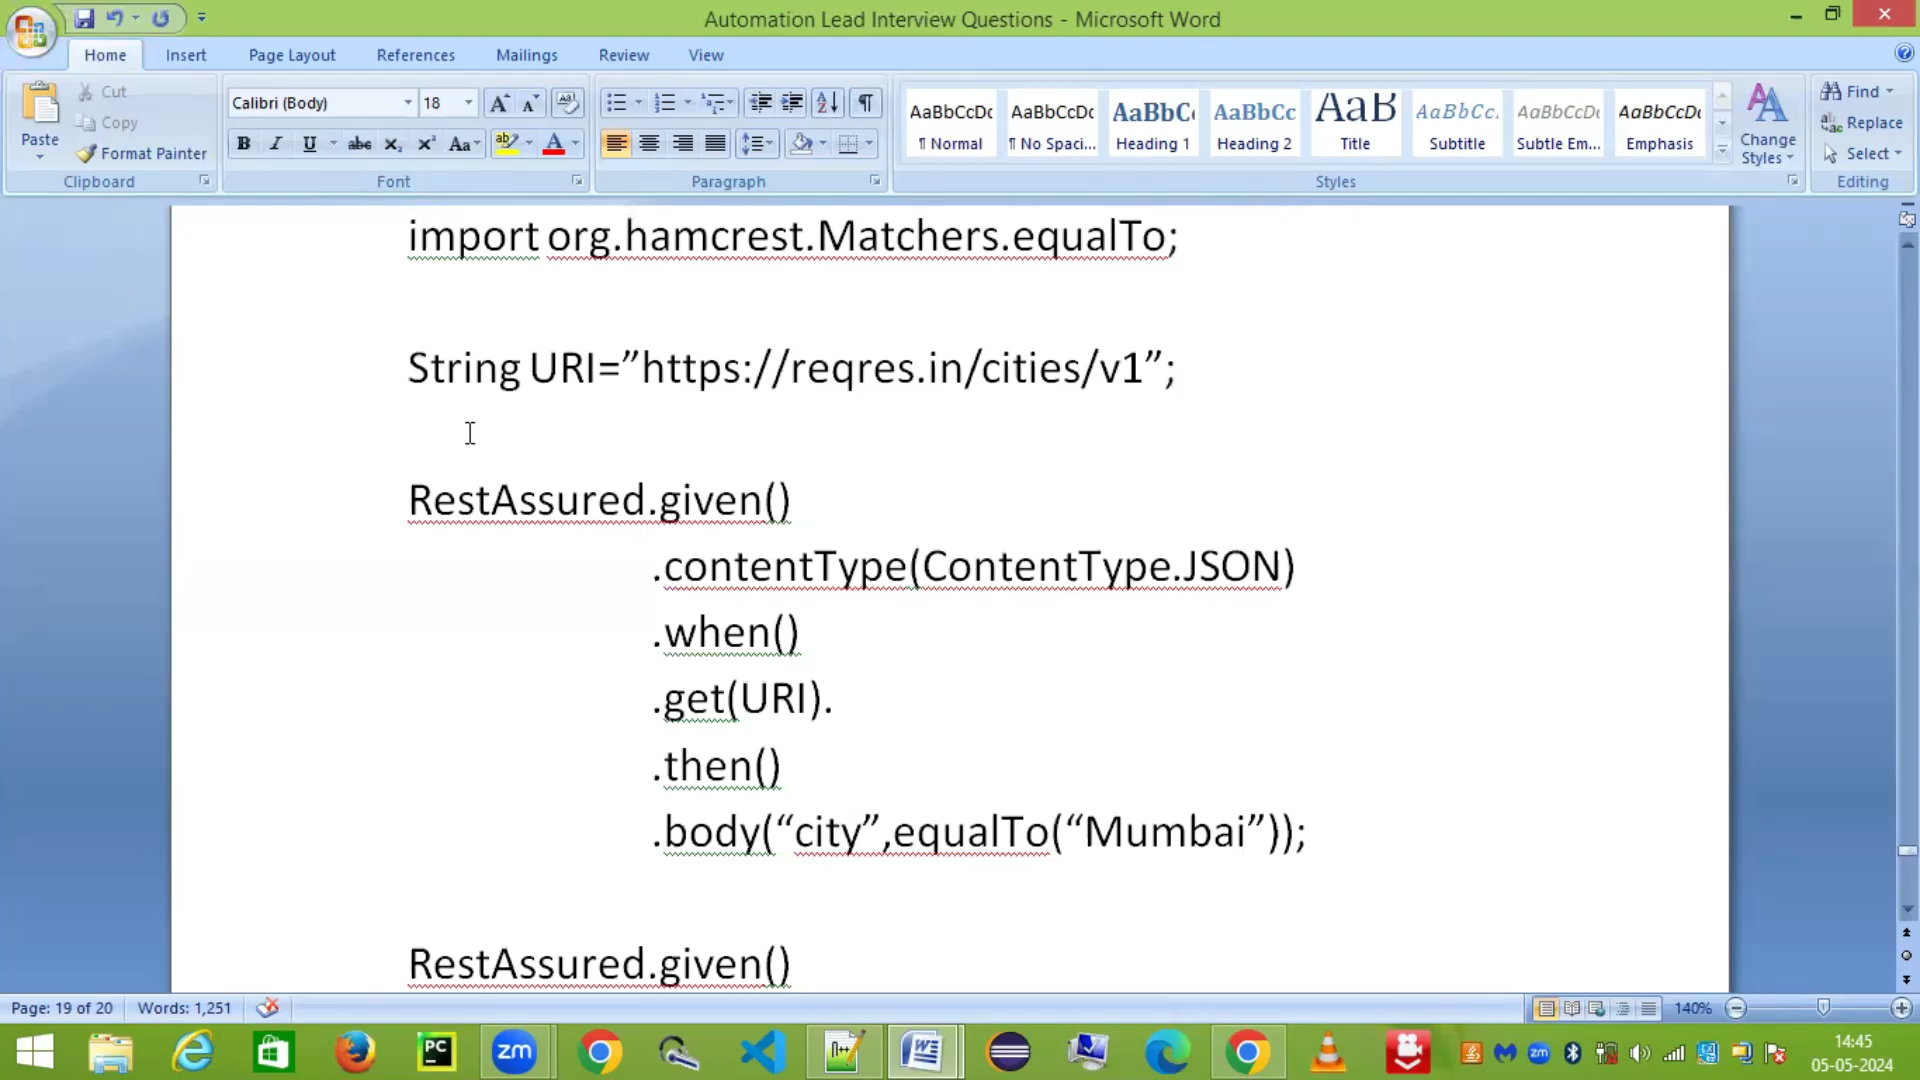 Automation Lead Interview Questions - Microsoft Word
Home Insert Page Layout References Mailings Review View
Paste
Cut
Copy
Format Painter
Clipboard
Calibri (Body) 18
Font
Paragraph
AaBbCcDc AaBbCcDc AaBbC AaBbCc AaB AaBbCc. AaBbCcDc AaBbCcDc
¶ Normal ¶ No Spaci... Heading 1 Heading 2 Title Subtitle Subtle Em... Emphasis
Styles
Change Styles
Find
Replace
Select
Editing
import org.hamcrest.Matchers.equalTo;
String URI=”https://reqres.in/cities/v1”;
RestAssured.given()
.contentType(ContentType.JSON)
.when()
.get(URI).
.then()
.body(“city”,equalTo(“Mumbai”));
RestAssured.given()
Page: 19 of 20 Words: 1,251 140%
14:45
05-05-2024